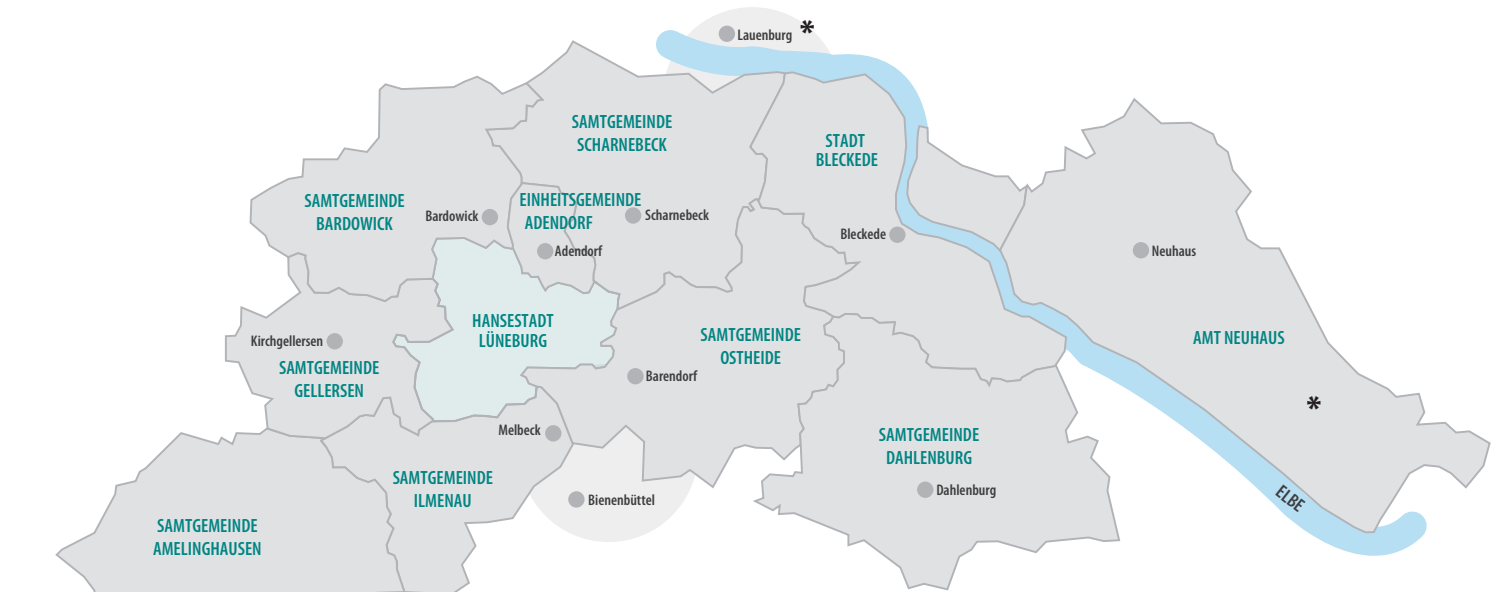 Lauenburg *
SAMTGEMEINDE
SCHARNEBECK
STADT
BLECKEDE
SAMTGEMEINDE
BARDOWICK
Bardowick
EINHEITSGEMEINDE
ADENDORF
Scharnebeck
Adendorf
Bleckede
Neuhaus
HANSESTADT
LÜNEBURG
Kirchgellersen
SAMTGEMEINDE
GELLERSEN
SAMTGEMEINDE
OSTHEIDE
Barendorf
AMT NEUHAUS
*
Melbeck
SAMTGEMEINDE
DAHLENBURG
Dahlenburg
SAMTGEMEINDE
ILMENAU
Bienenbüttel
ELBE
SAMTGEMEINDE
AMELINGHAUSEN